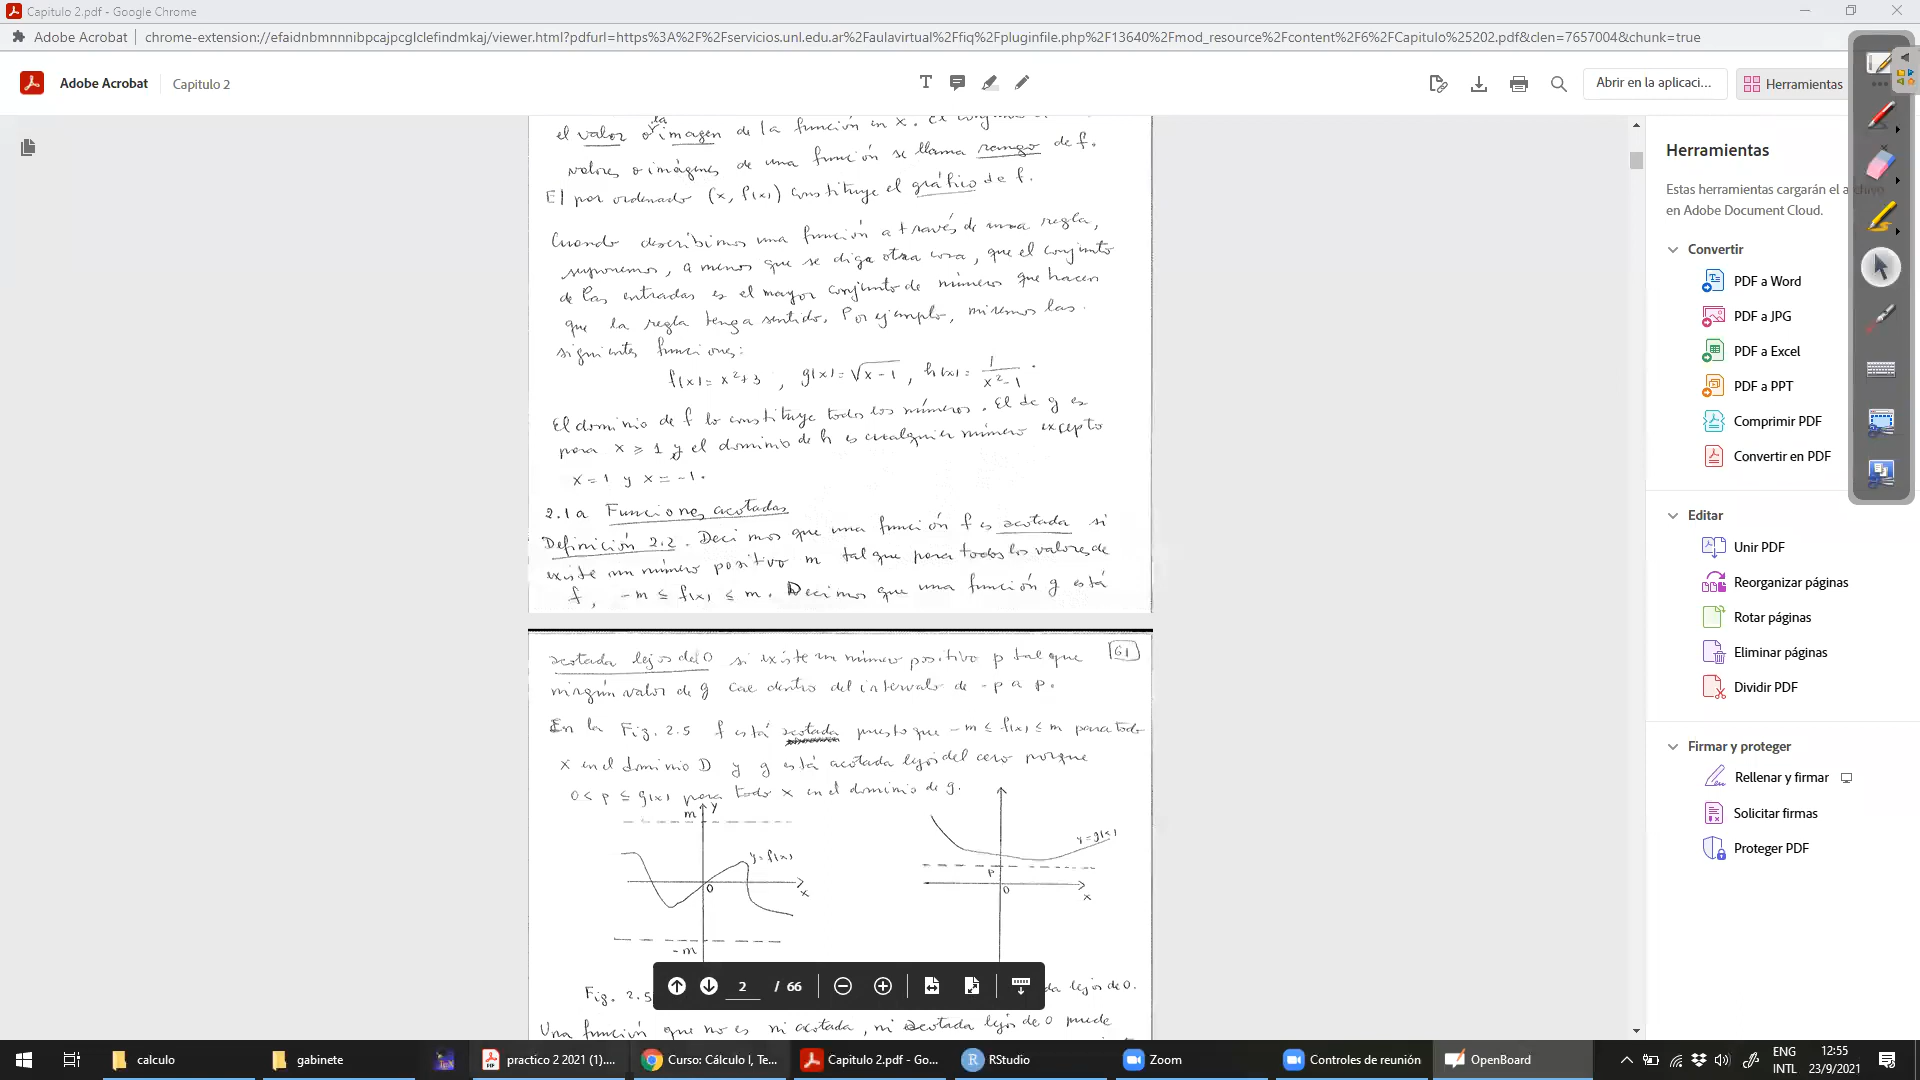 Capitulo 2.pdf - Google Chrome
Adobe Acrobat
chrome-extension://efaidnbmnnnibpcajpcglclefindmkaj/viewer.html?pdfurl=https%3A%2F%2Fservicios.unl.edu.ar%2Faulavirtual%2Ffiq%2Fpluginfile.php%2F13640%2Fmod_resource%2Fcontent%2F6%2FCapitulo%25202.pdf&clen=7657004&chunk=true
Adobe Acrobat
Capitulo 2
Abrir en la aplicaci...
Herramientas
el valor o la imagen de la función en x. El conjunto
valores o imágenes de una función se llama rango de f.
El par ordenado (x, f(x)) constituye el gráfico de f.
Cuando describimos una función a través de una regla,
suponemos, a menos que se diga otra cosa, que el conjunto
de las entradas es el mayor conjunto de números que hacen
que la regla tenga sentido. Por ejemplo, miremos las
siguientes funciones:
f(x) = x²+3 , g(x) = √x-1 , h(x) = 1/x²-1 .
El dominio de f lo constituye todos los números. El de g es
para x ≥ 1 y el dominio de h es cualquier número excepto
x = 1 y x = -1.
2.1a Funciones acotadas
Definición 2.2. Decimos que una función f es acotada si
existe un número positivo m tal que para todos los valores de
f, -m ≤ f(x) ≤ m. Decimos que una función g está
acotada lejos del 0 si existe un número positivo p tal que
61
ningún valor de g cae dentro del intervalo de -p a p.
En la Fig. 2.5 f está acotada puesto que -m ≤ f(x) ≤ m para todo
x en el dominio D y g está acotada lejos del cero porque
0 < p ≤ g(x) para todo x en el dominio de g.
m
y
y=f(x)
0
x
-m
y=g(x)
p
0
x
Fig. 2.5
da lejos de 0.
Una función que no es ni acotada, ni acotada lejos de 0 puede
2 / 66
Herramientas
Estas herramientas cargarán el archivo
en Adobe Document Cloud.
Convertir
PDF a Word
PDF a JPG
PDF a Excel
PDF a PPT
Comprimir PDF
Convertir en PDF
Editar
Unir PDF
Reorganizar páginas
Rotar páginas
Eliminar páginas
Dividir PDF
Firmar y proteger
Rellenar y firmar
Solicitar firmas
Proteger PDF
calculo
gabinete
practico 2 2021 (1)....
Curso: Cálculo I, Te...
Capitulo 2.pdf - Go...
RStudio
Zoom
Controles de reunión
OpenBoard
ENG
INTL
12:55
23/9/2021